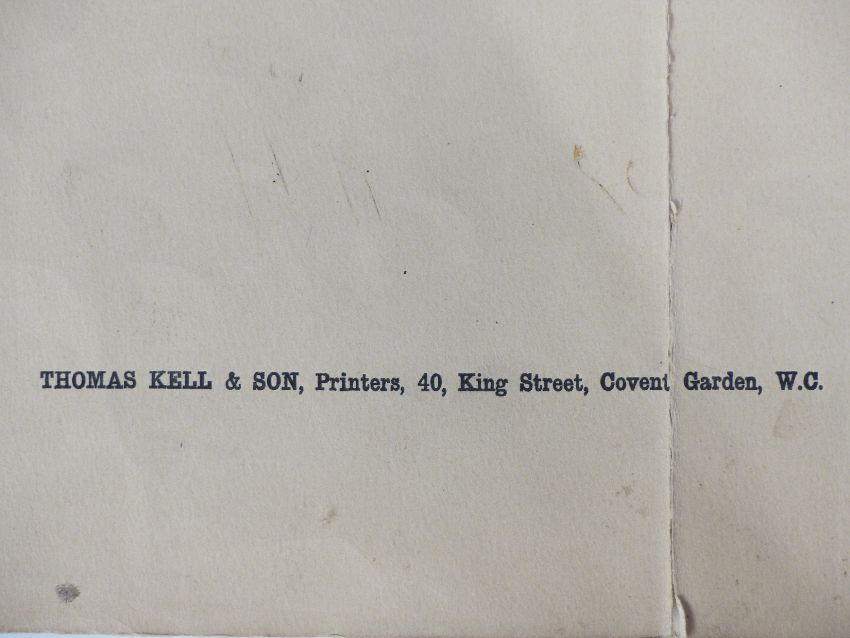 THOMAS KELL & SON, Printers, 40, King Street, Covent Garden, W.C.